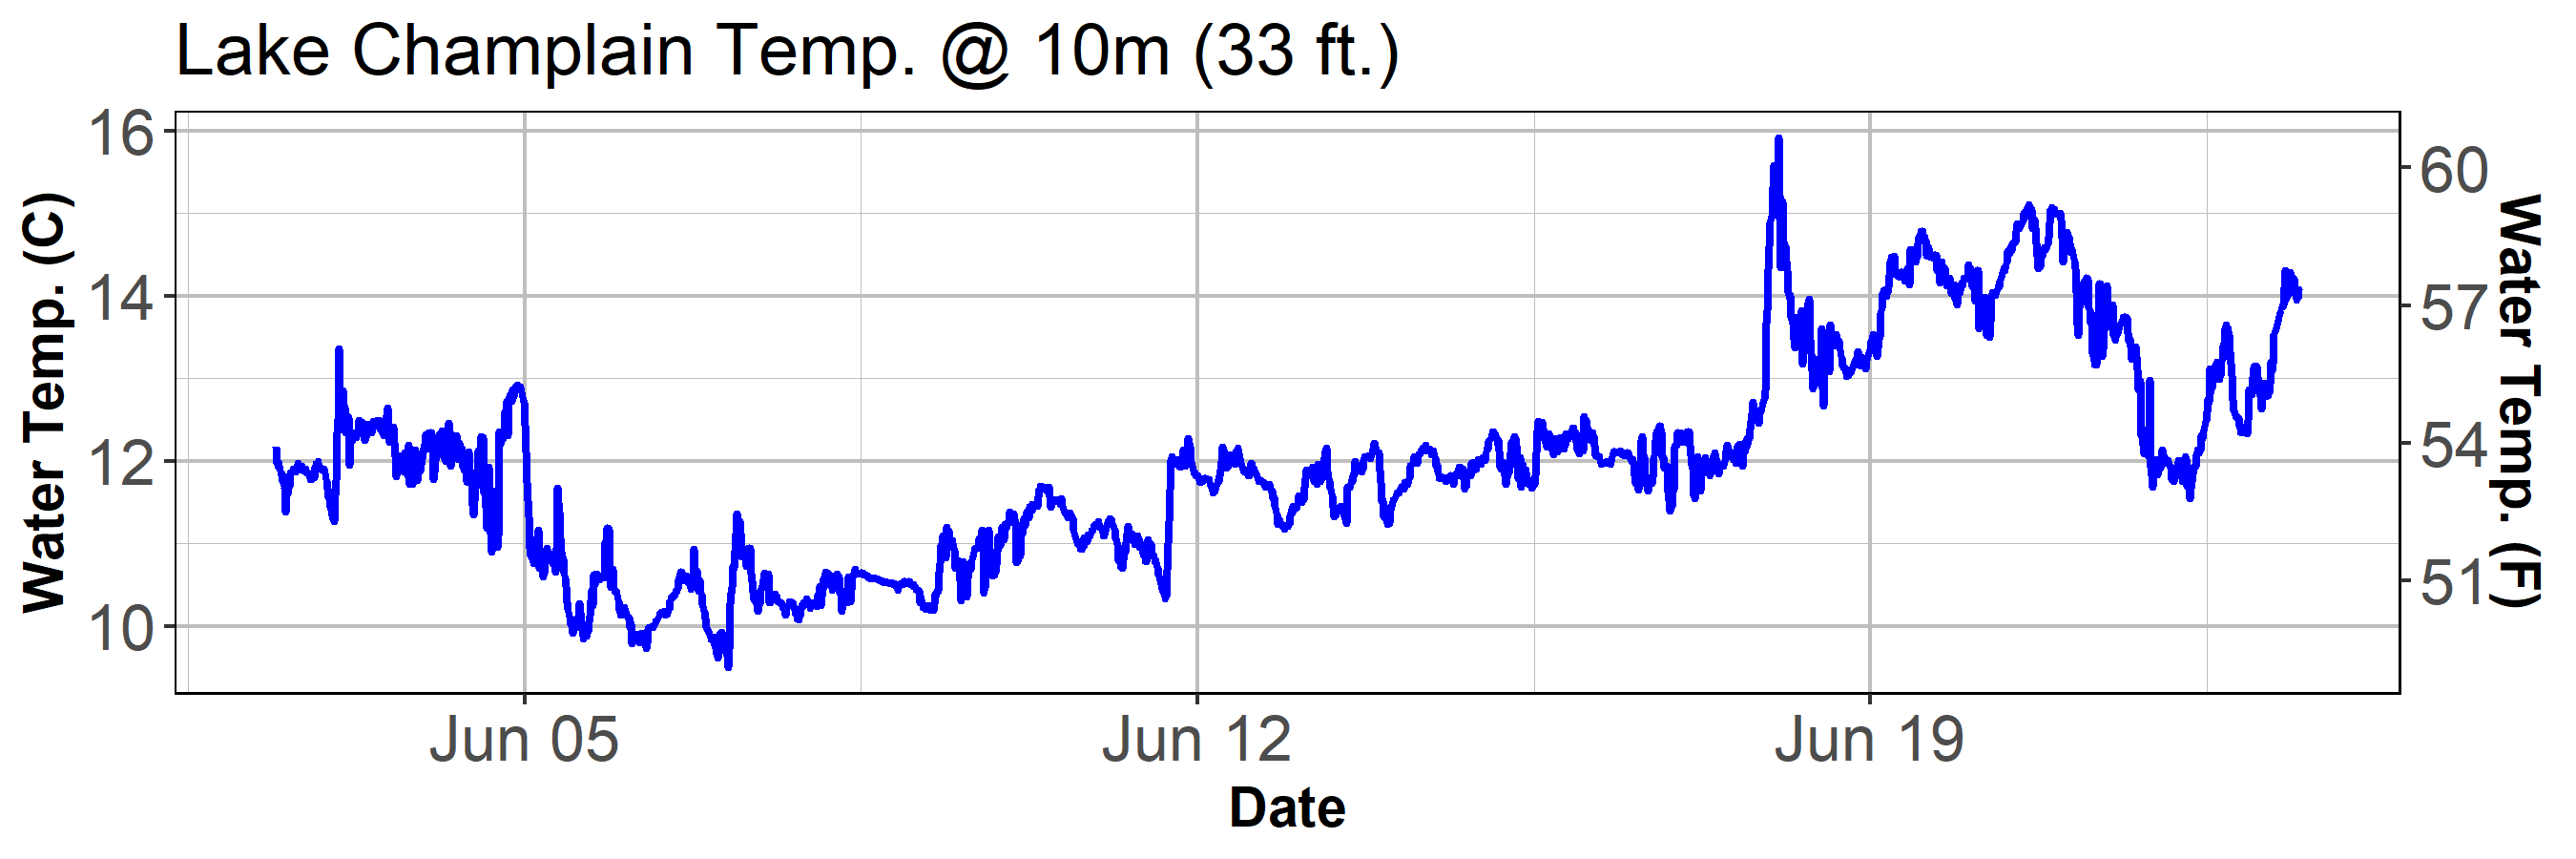 Lake Champlain Temp. @ 10m (33 ft.)
Water Temp. (C)
16
14
12
10
60
57
54
51
Water Temp. (F)
Jun 05
Jun 12
Jun 19
Date